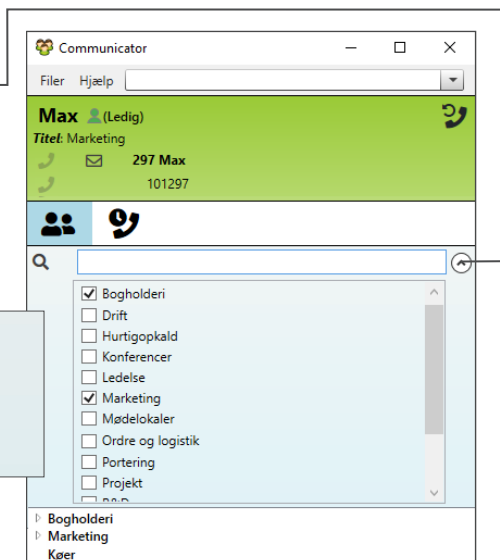 Communicator
Filer Hjælp
Max (Ledig)
Titel: Marketing
297 Max
101297
Bogholderi
Drift
Hurtigopkald
Konferencer
Ledelse
Marketing
Mødelokaler
Ordre og logistik
Portering
Projekt
Bogholderi
Marketing
Køer